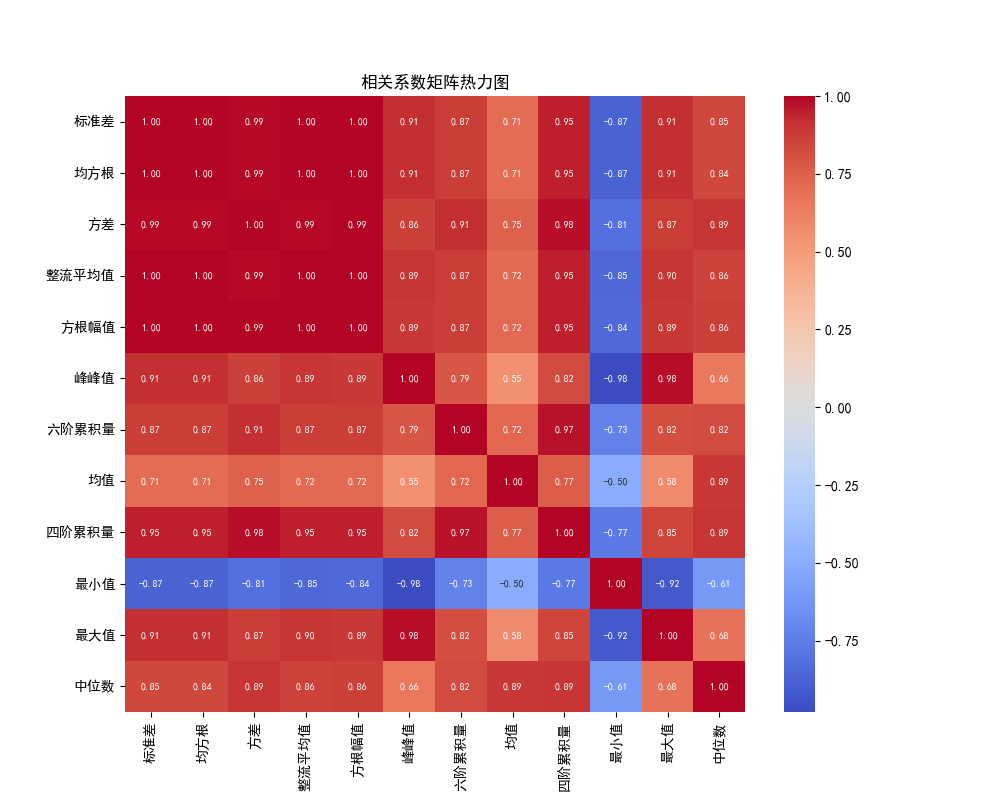 相关系数矩阵热力图
标准差 1.00 1.00 0.99 1.00 1.00 0.91 0.87 0.71 0.95 −0.87 0.91 0.85
均方根 1.00 1.00 0.99 1.00 1.00 0.91 0.87 0.71 0.95 −0.87 0.91 0.84
方差 0.99 0.99 1.00 0.99 0.99 0.86 0.91 0.75 0.98 −0.81 0.87 0.89
整流平均值 1.00 1.00 0.99 1.00 1.00 0.89 0.87 0.72 0.95 −0.85 0.90 0.86
方根幅值 1.00 1.00 0.99 1.00 1.00 0.89 0.87 0.72 0.95 −0.84 0.89 0.86
峰峰值 0.91 0.91 0.86 0.89 0.89 1.00 0.79 0.55 0.82 −0.98 0.98 0.66
六阶累积量 0.87 0.87 0.91 0.87 0.87 0.79 1.00 0.72 0.97 −0.73 0.82 0.82
均值 0.71 0.71 0.75 0.72 0.72 0.55 0.72 1.00 0.77 −0.50 0.58 0.89
四阶累积量 0.95 0.95 0.98 0.95 0.95 0.82 0.97 0.77 1.00 −0.77 0.85 0.89
最小值 −0.87 −0.87 −0.81 −0.85 −0.84 −0.98 −0.73 −0.50 −0.77 1.00 −0.92 −0.61
最大值 0.91 0.91 0.87 0.90 0.89 0.98 0.82 0.58 0.85 −0.92 1.00 0.68
中位数 0.85 0.84 0.89 0.86 0.86 0.66 0.82 0.89 0.89 −0.61 0.68 1.00
标准差 均方根 方差 整流平均值 方根幅值 峰峰值 六阶累积量 均值 四阶累积量 最小值 最大值 中位数
1.00
0.75
0.50
0.25
0.00
−0.25
−0.50
−0.75